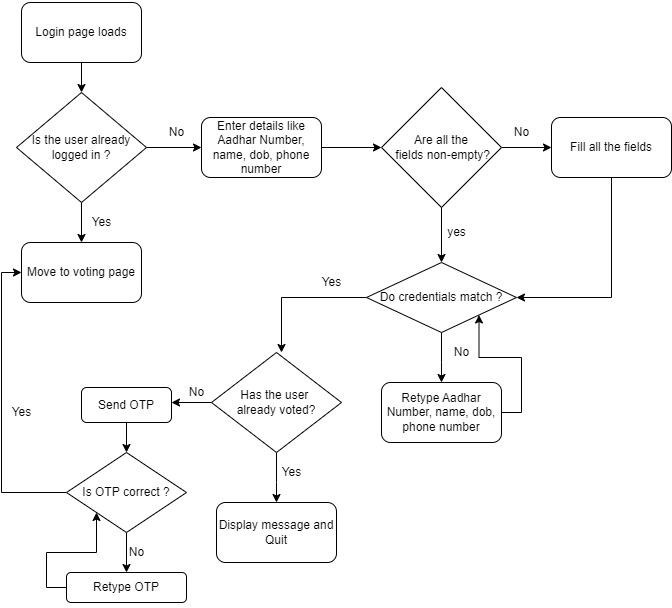 Login page loads
Is the user already
logged in ?
No
Enter details like
Aadhar Number,
name, dob, phone
number
Are all the
fields non-empty?
No
Fill all the fields
Yes
yes
Move to voting page
Do credentials match ?
Yes
No
Retype Aadhar
Number, name, dob,
phone number
Has the user
already voted?
No
Send OTP
Yes
Yes
Is OTP correct ?
Display message and
Quit
No
Retype OTP